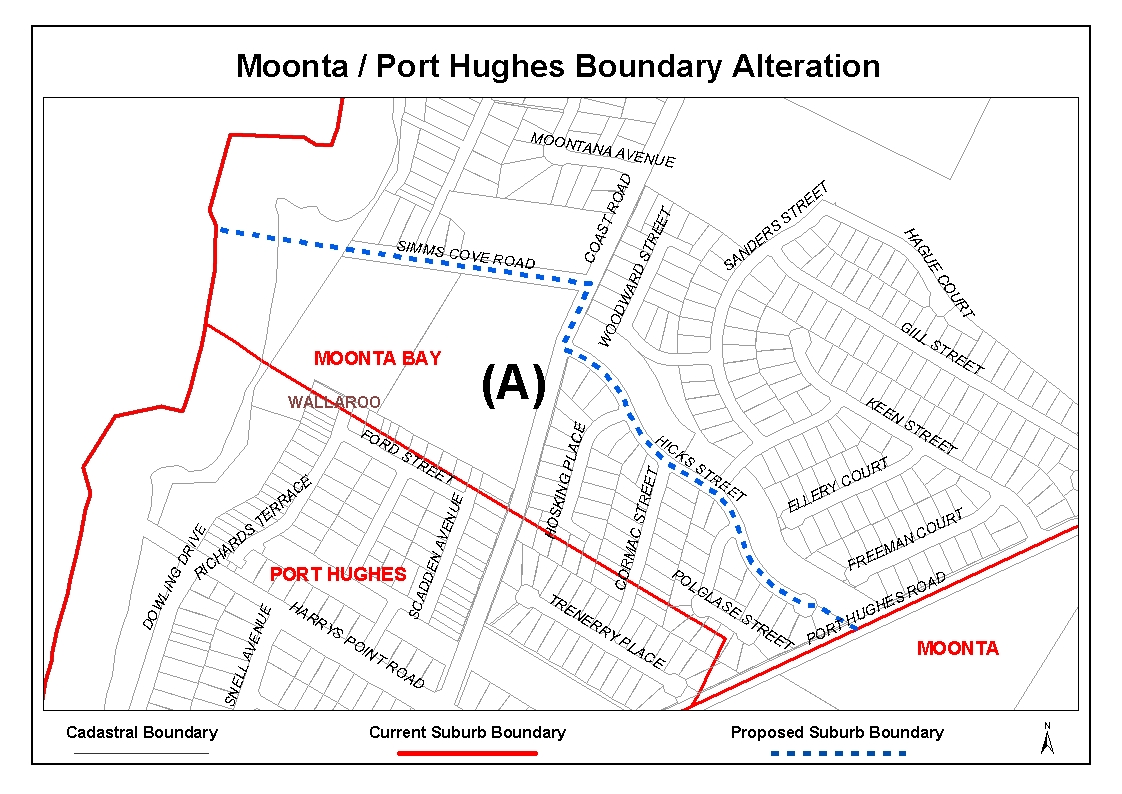 Moonta / Port Hughes Boundary Alteration
MOONTANA AVENUE
COAST ROAD
WOODWARD STREET
SANDERS STREET
HAGUE COURT
SIMMS COVE ROAD
GILL STREET
MOONTA BAY
(A)
WALLAROO
KEEN STREET
FORD STREET
HOSKING PLACE
HICKS STREET
ELLERY COURT
RICHARDS TERRACE
SCADDEN AVENUE
CORMAC STREET
FREEMAN COURT
DOWLING DRIVE
PORT HUGHES
POLGLASE STREET
PORT HUGHES ROAD
SNELL AVENUE
HARRYS POINT ROAD
TRENERRY PLACE
MOONTA
Cadastral Boundary
Current Suburb Boundary
Proposed Suburb Boundary
N